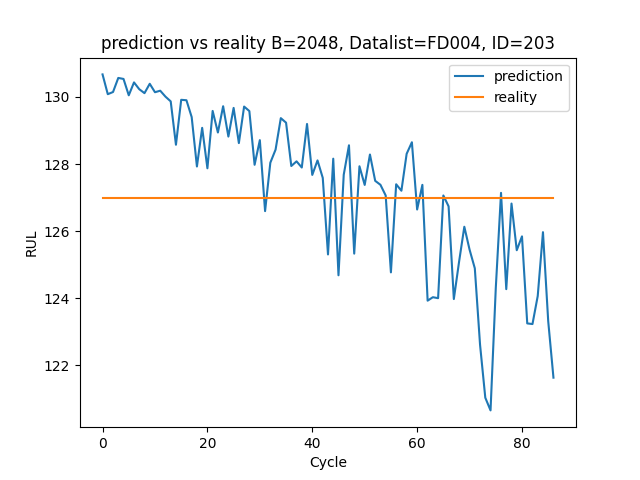 prediction vs reality B=2048, Datalist=FD004, ID=203
prediction
reality
RUL
130
128
126
124
122
0 20 40 60 80
Cycle